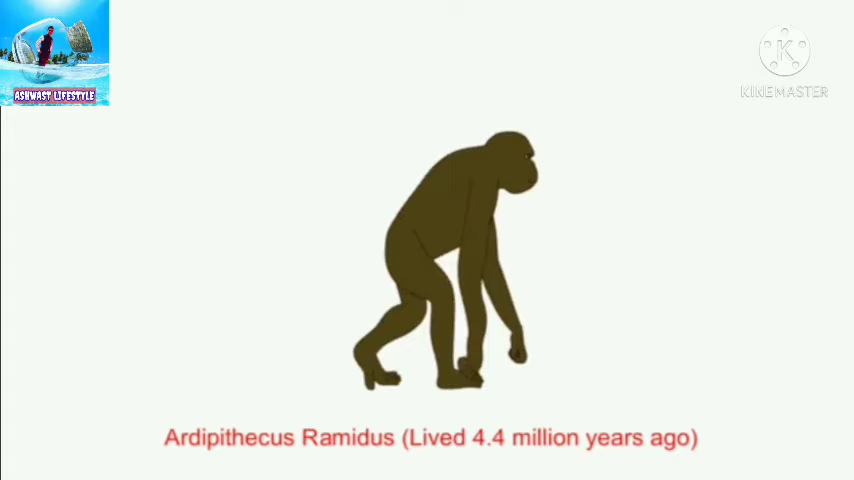 ASHWAST LIFESTYLE
K
KINEMASTER
Ardipithecus Ramidus (Lived 4.4 million years ago)